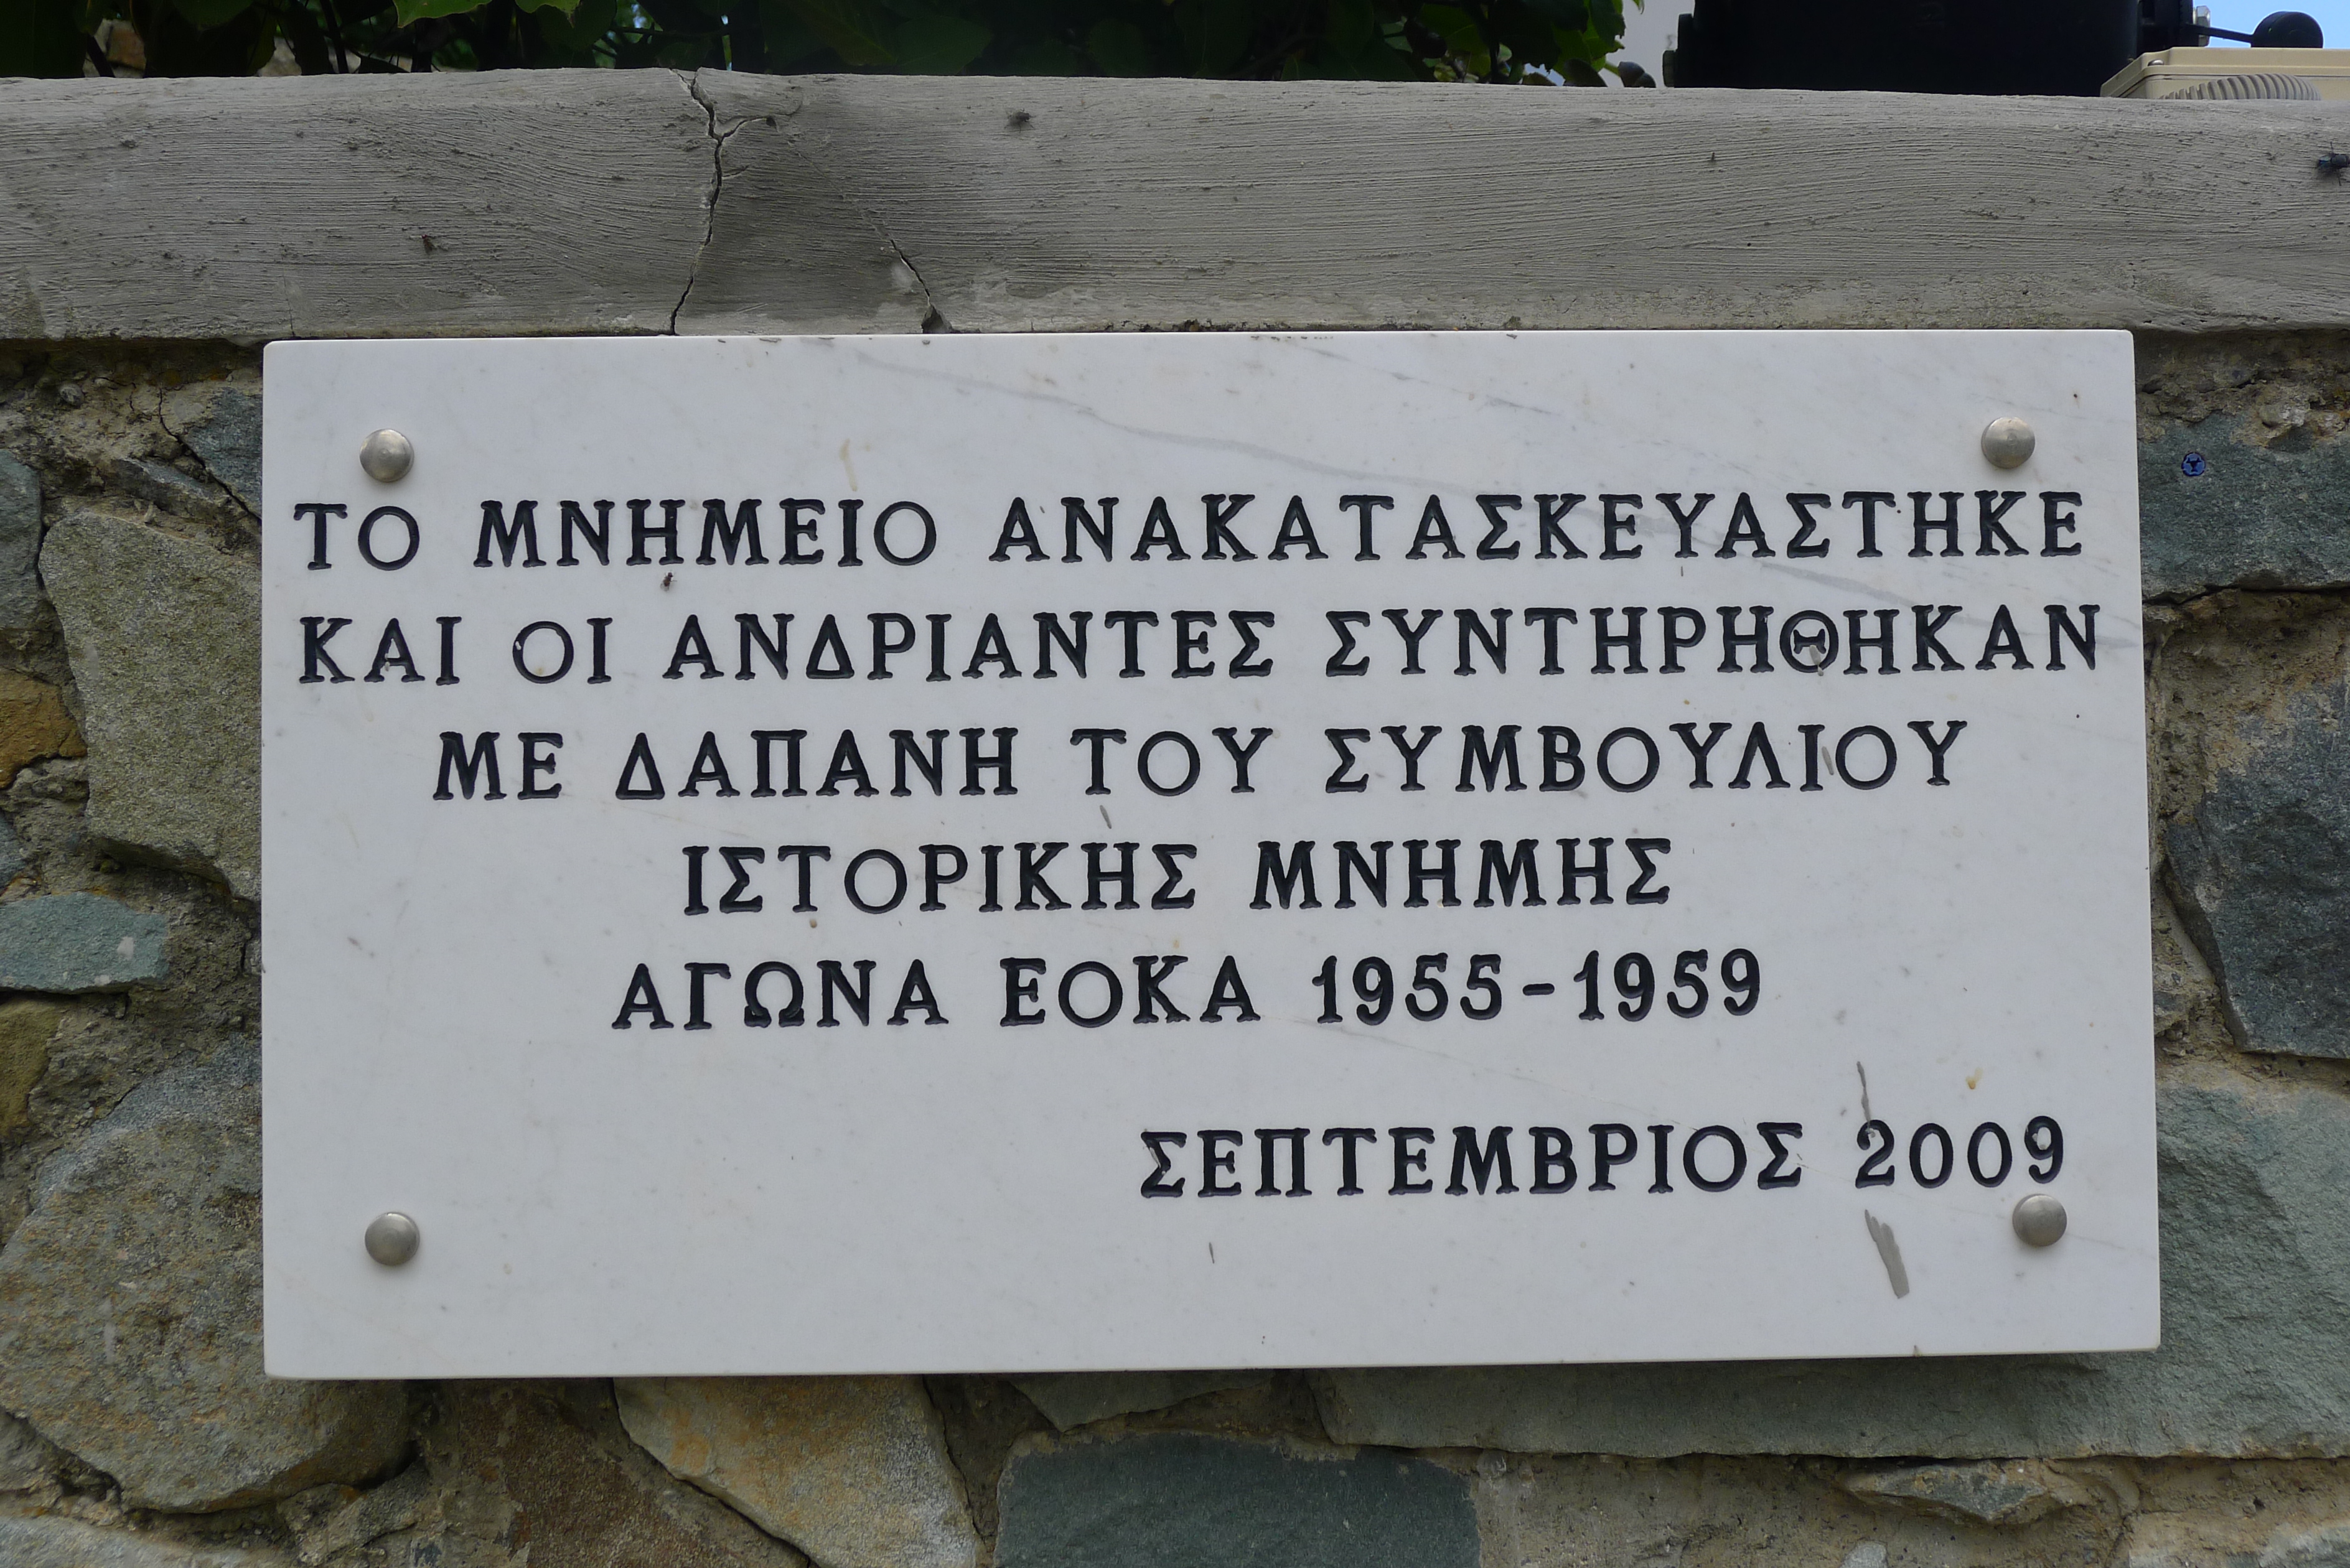 ΤΟ ΜΝΗΜΕΙΟ ΑΝΑΚΑΤΑΣΚΕΥΑΣΤΗΚΕ
ΚΑΙ ΟΙ ΑΝΔΡΙΑΝΤΕΣ ΣΥΝΤΗΡΗΘΗΚΑΝ
ΜΕ ΔΑΠΑΝΗ ΤΟΥ ΣΥΜΒΟΥΛΙΟΥ
ΙΣΤΟΡΙΚΗΣ ΜΝΗΜΗΣ
ΑΓΩΝΑ ΕΟΚΑ 1955-1959
ΣΕΠΤΕΜΒΡΙΟΣ 2009